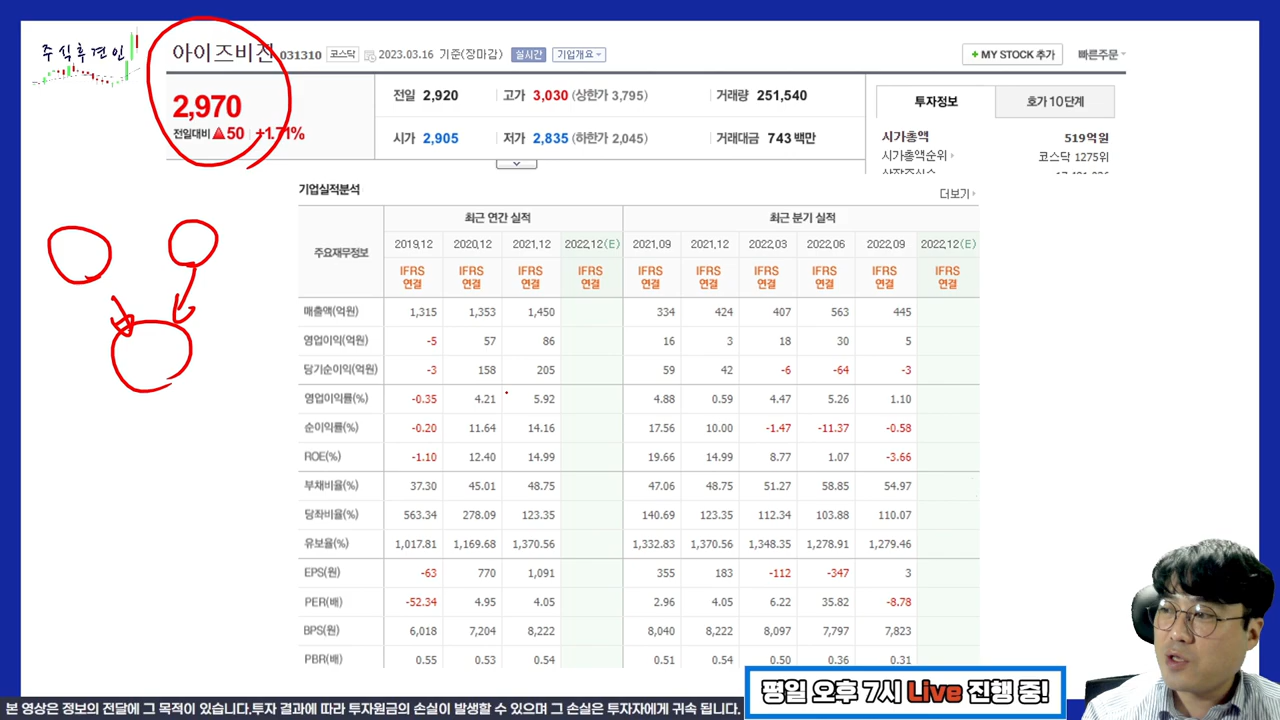 주식후견인
아이즈비전 031310 코스닥 2023.03.16 기준(장마감) 실시간 기업개요
+ MY STOCK 추가 빠른주문
2,970
전일대비 ▲50 +1.71%
전일 2,920 고가 3,030 (상한가 3,795) 거래량 251,540
시가 2,905 저가 2,835 (하한가 2,045) 거래대금 743 백만
투자정보 호가 10단계
시가총액 519억원
시가총액순위 코스닥 1275위
기업실적분석 더보기
주요재무정보 최근 연간 실적 최근 분기 실적
2019.12 2020.12 2021.12 2022.12(E) 2021.09 2021.12 2022.03 2022.06 2022.09 2022.12(E)
IFRS IFRS IFRS IFRS IFRS IFRS IFRS IFRS IFRS IFRS
연결 연결 연결 연결 연결 연결 연결 연결 연결 연결
매출액(억원) 1,315 1,353 1,450 334 424 407 563 445
영업이익(억원) -5 57 86 16 3 18 30 5
당기순이익(억원) -3 158 205 59 42 -6 -64 -3
영업이익률(%) -0.35 4.21 5.92 4.88 0.59 4.47 5.26 1.10
순이익률(%) -0.20 11.64 14.16 17.56 10.00 -1.47 -11.37 -0.58
ROE(%) -1.10 12.40 14.99 19.66 14.99 8.77 1.07 -3.66
부채비율(%) 37.30 45.01 48.75 47.06 48.75 51.27 58.85 54.97
당좌비율(%) 563.34 278.09 123.35 140.69 123.35 112.34 103.88 110.07
유보율(%) 1,017.81 1,169.68 1,370.56 1,332.83 1,370.56 1,348.35 1,278.91 1,279.46
EPS(원) -63 770 1,091 355 183 -112 -347 3
PER(배) -52.34 4.95 4.05 2.96 4.05 6.22 35.82 -8.78
BPS(원) 6,018 7,204 8,222 8,040 8,222 8,097 7,797 7,823
PBR(배) 0.55 0.53 0.54 0.51 0.54 0.50 0.36 0.31
평일 오후 7시 Live 진행 중!
본 영상은 정보의 전달에 그 목적이 있습니다.투자 결과에 따라 투자원금의 손실이 발생할 수 있으며 그 손실은 투자자에게 귀속 됩니다.